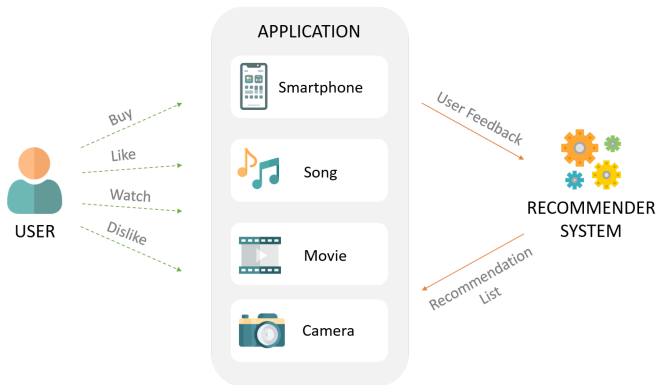 APPLICATION
Smartphone
Buy
User Feedback
Like
Song
Watch
RECOMMENDER
SYSTEM
USER
Dislike
Movie
Recommendation
List
Camera